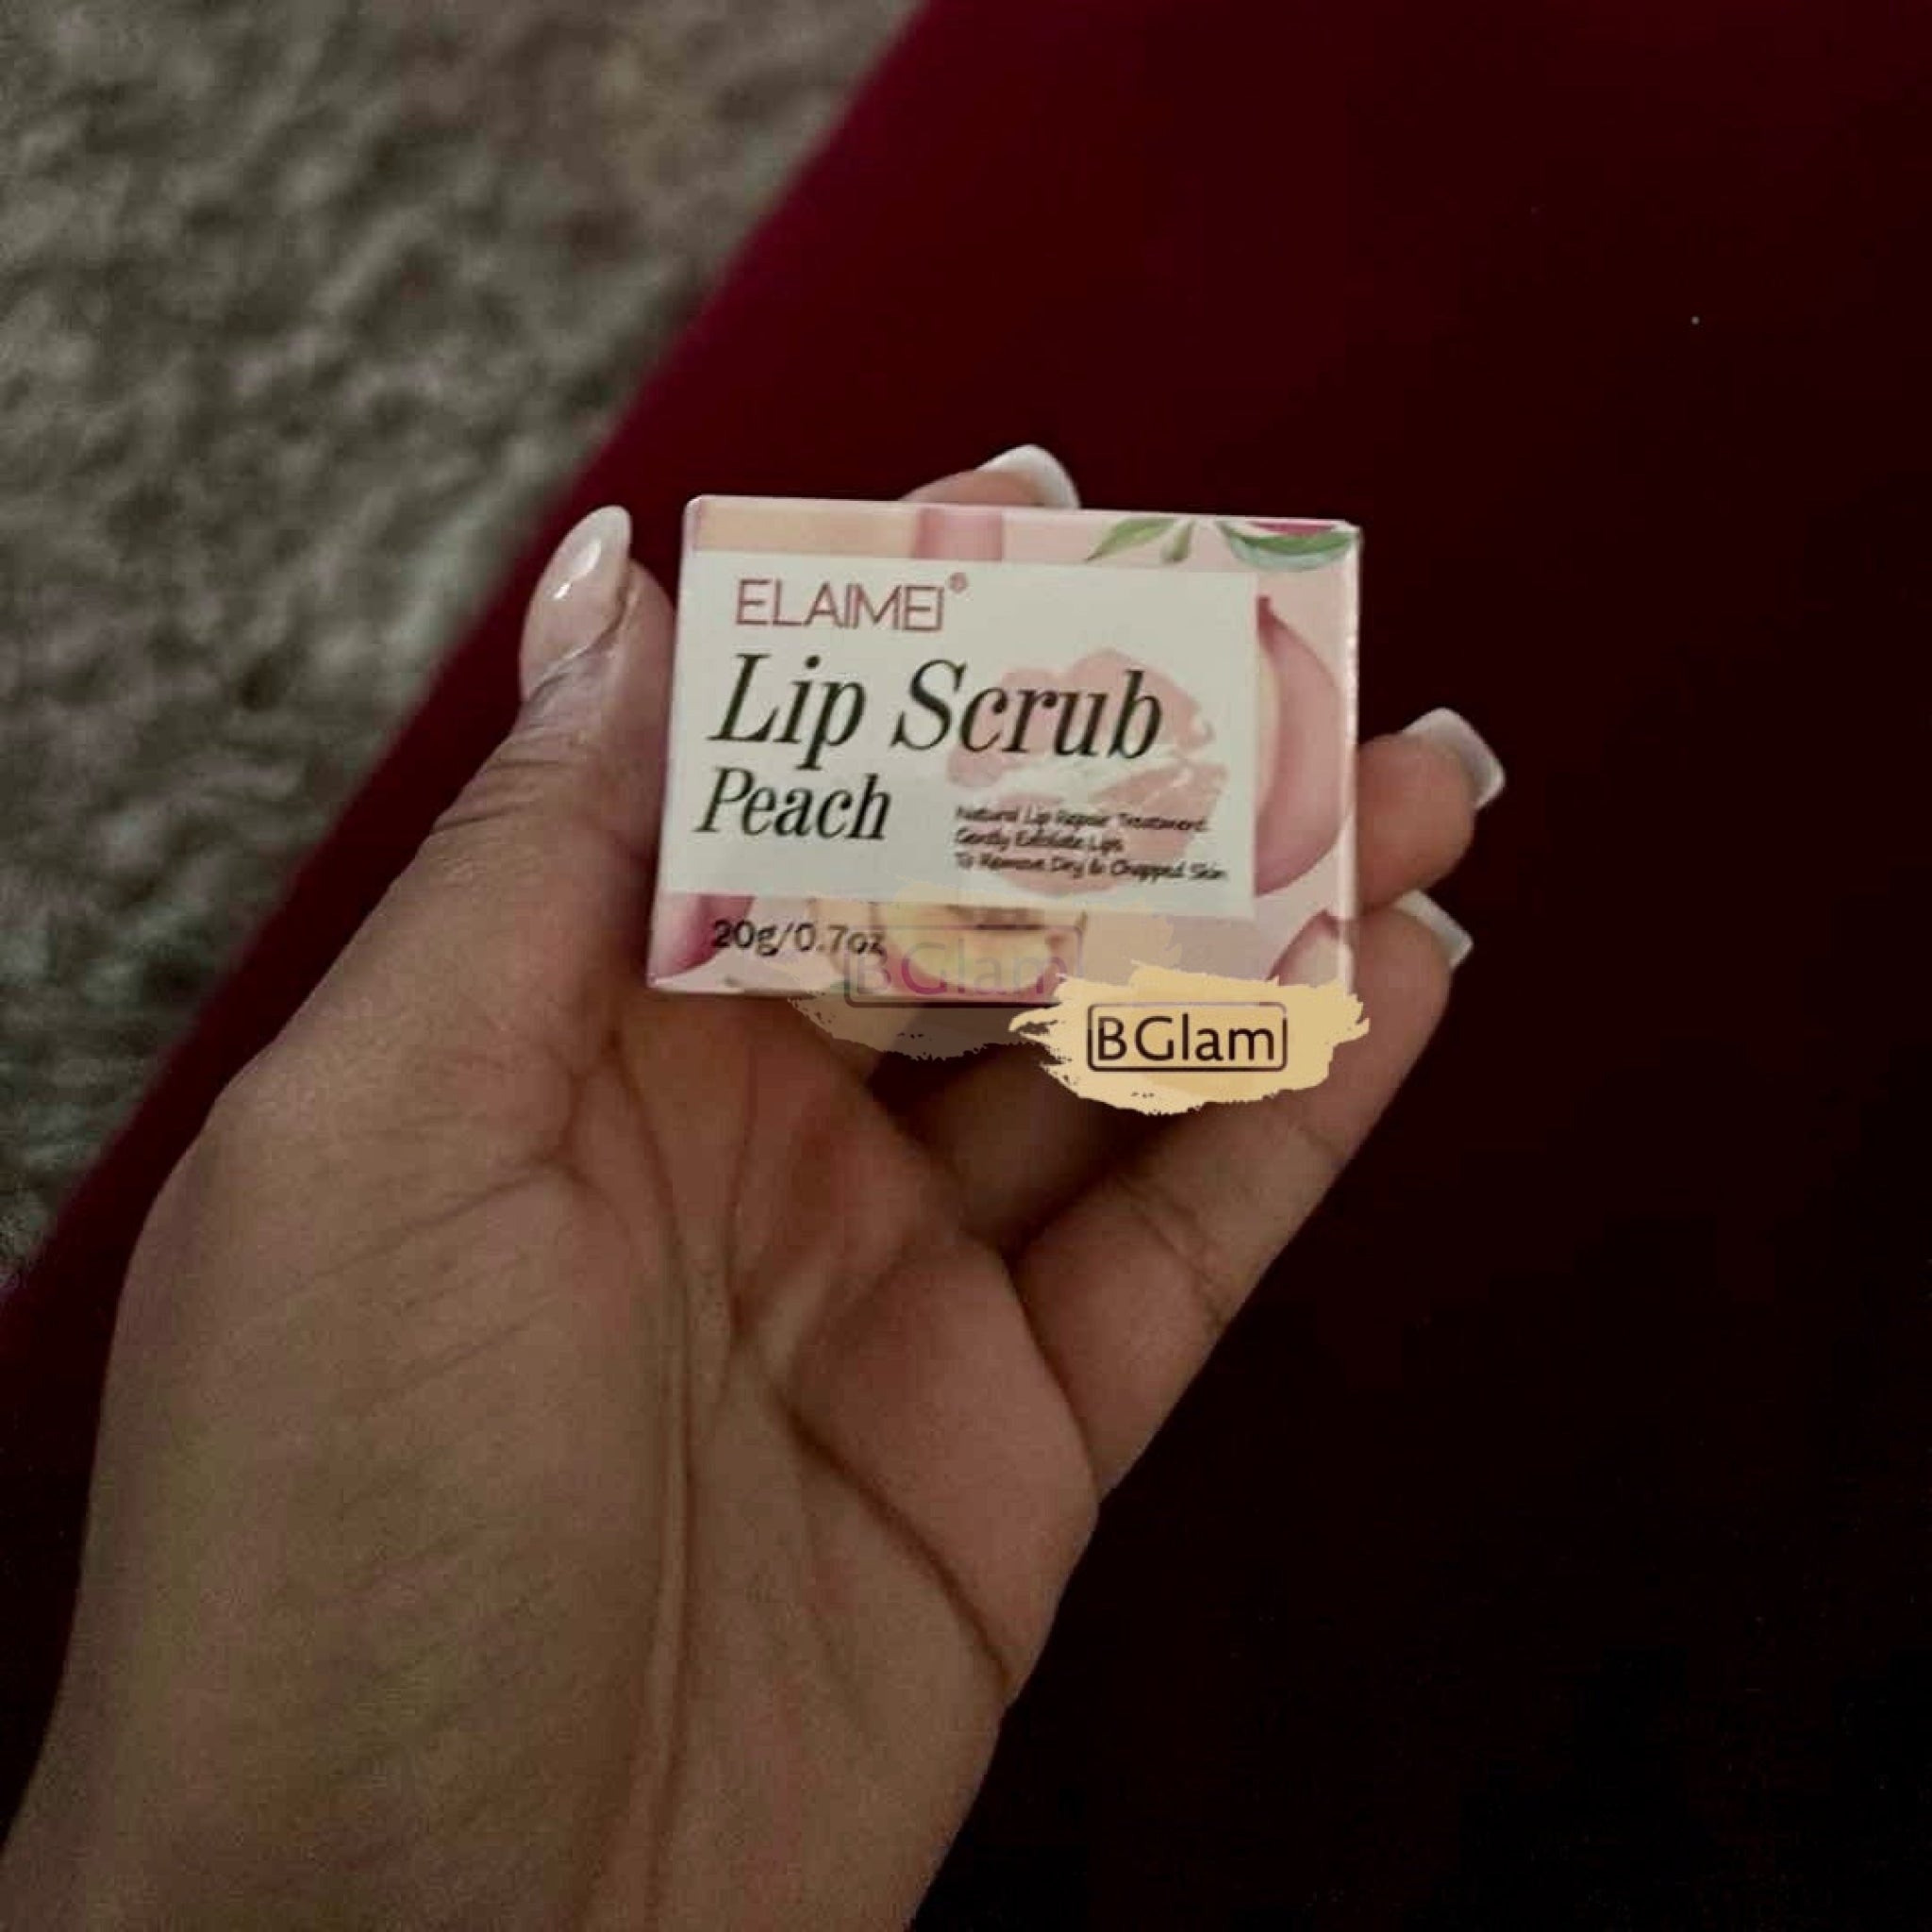 ELAIMEI®
Lip Scrub
Peach
Natural Lip Repair Treatment
Gently Exfoliate Lips
To Remove Dry & Chapped Skin
20g/0.7oz
BGlam
BGlam